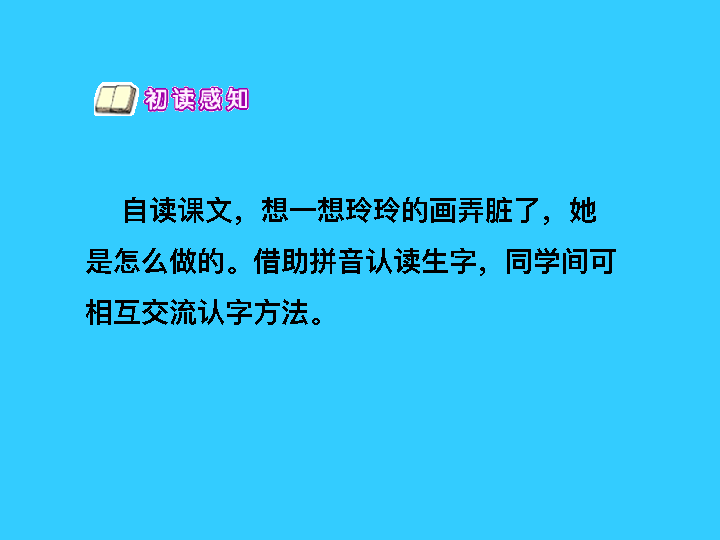 初读感知
自读课文，想一想玲玲的画弄脏了，她
是怎么做的。借助拼音认读生字，同学间可
相互交流认字方法。